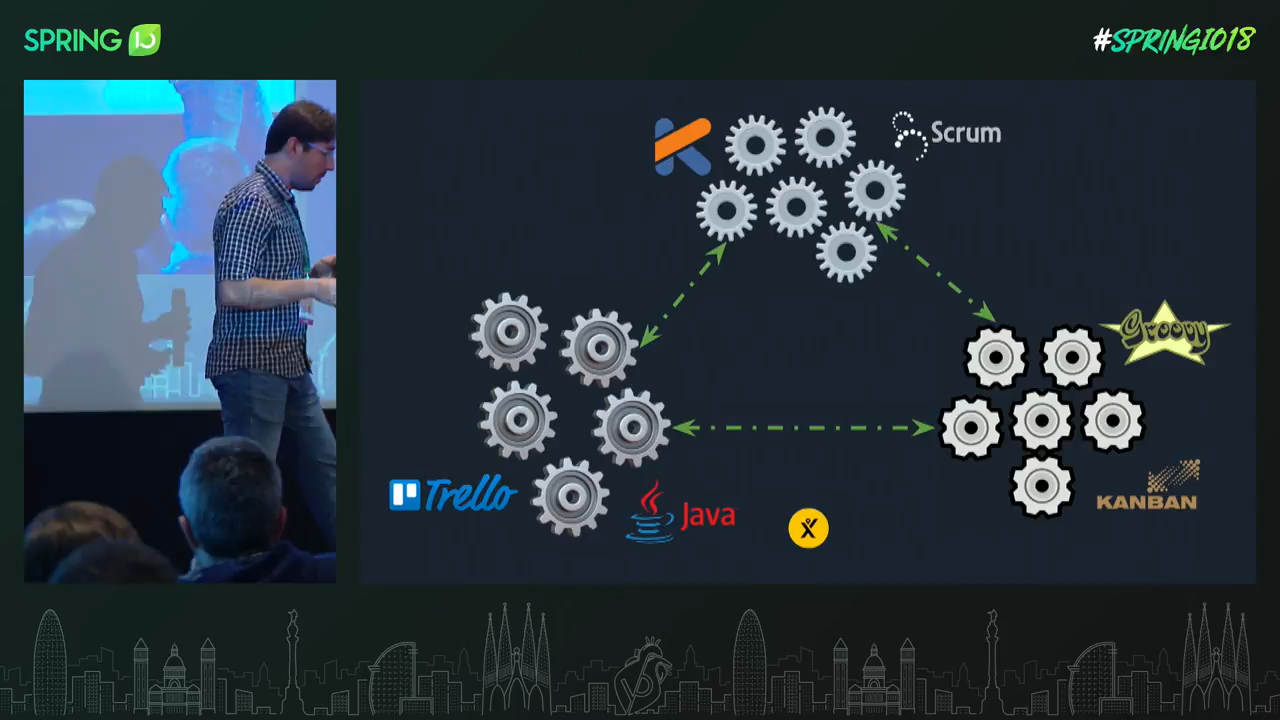 SPRING IO
#SPRINGIO18
Scrum
Groovy
Trello
Java
KANBAN